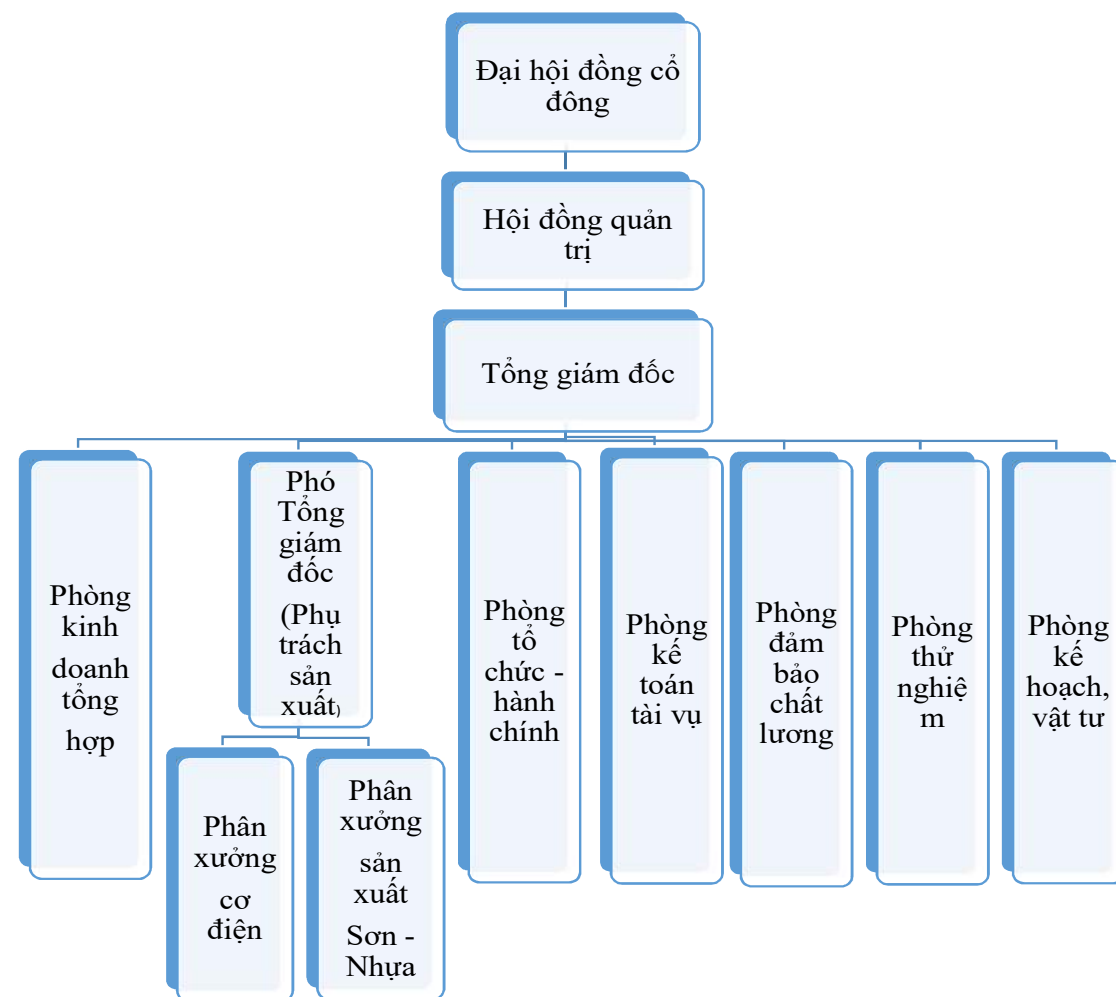 Đại hội đồng cổ
đông
Hội đồng quản
trị
Tổng giám đốc
Phòng
kinh
doanh
tổng
hợp
Phó
Tổng
giám
đốc
(Phụ
trách
sản
xuất)
Phân
xưởng
cơ
điện
Phân
xưởng
sản
xuất
Sơn -
Nhựa
Phòng
tổ
chức -
hành
chính
Phòng
kế
toán
tài vụ
Phòng
đảm
bảo
chất
lương
Phòng
thử
nghiệ
m
Phòng
kế
hoạch,
vật tư